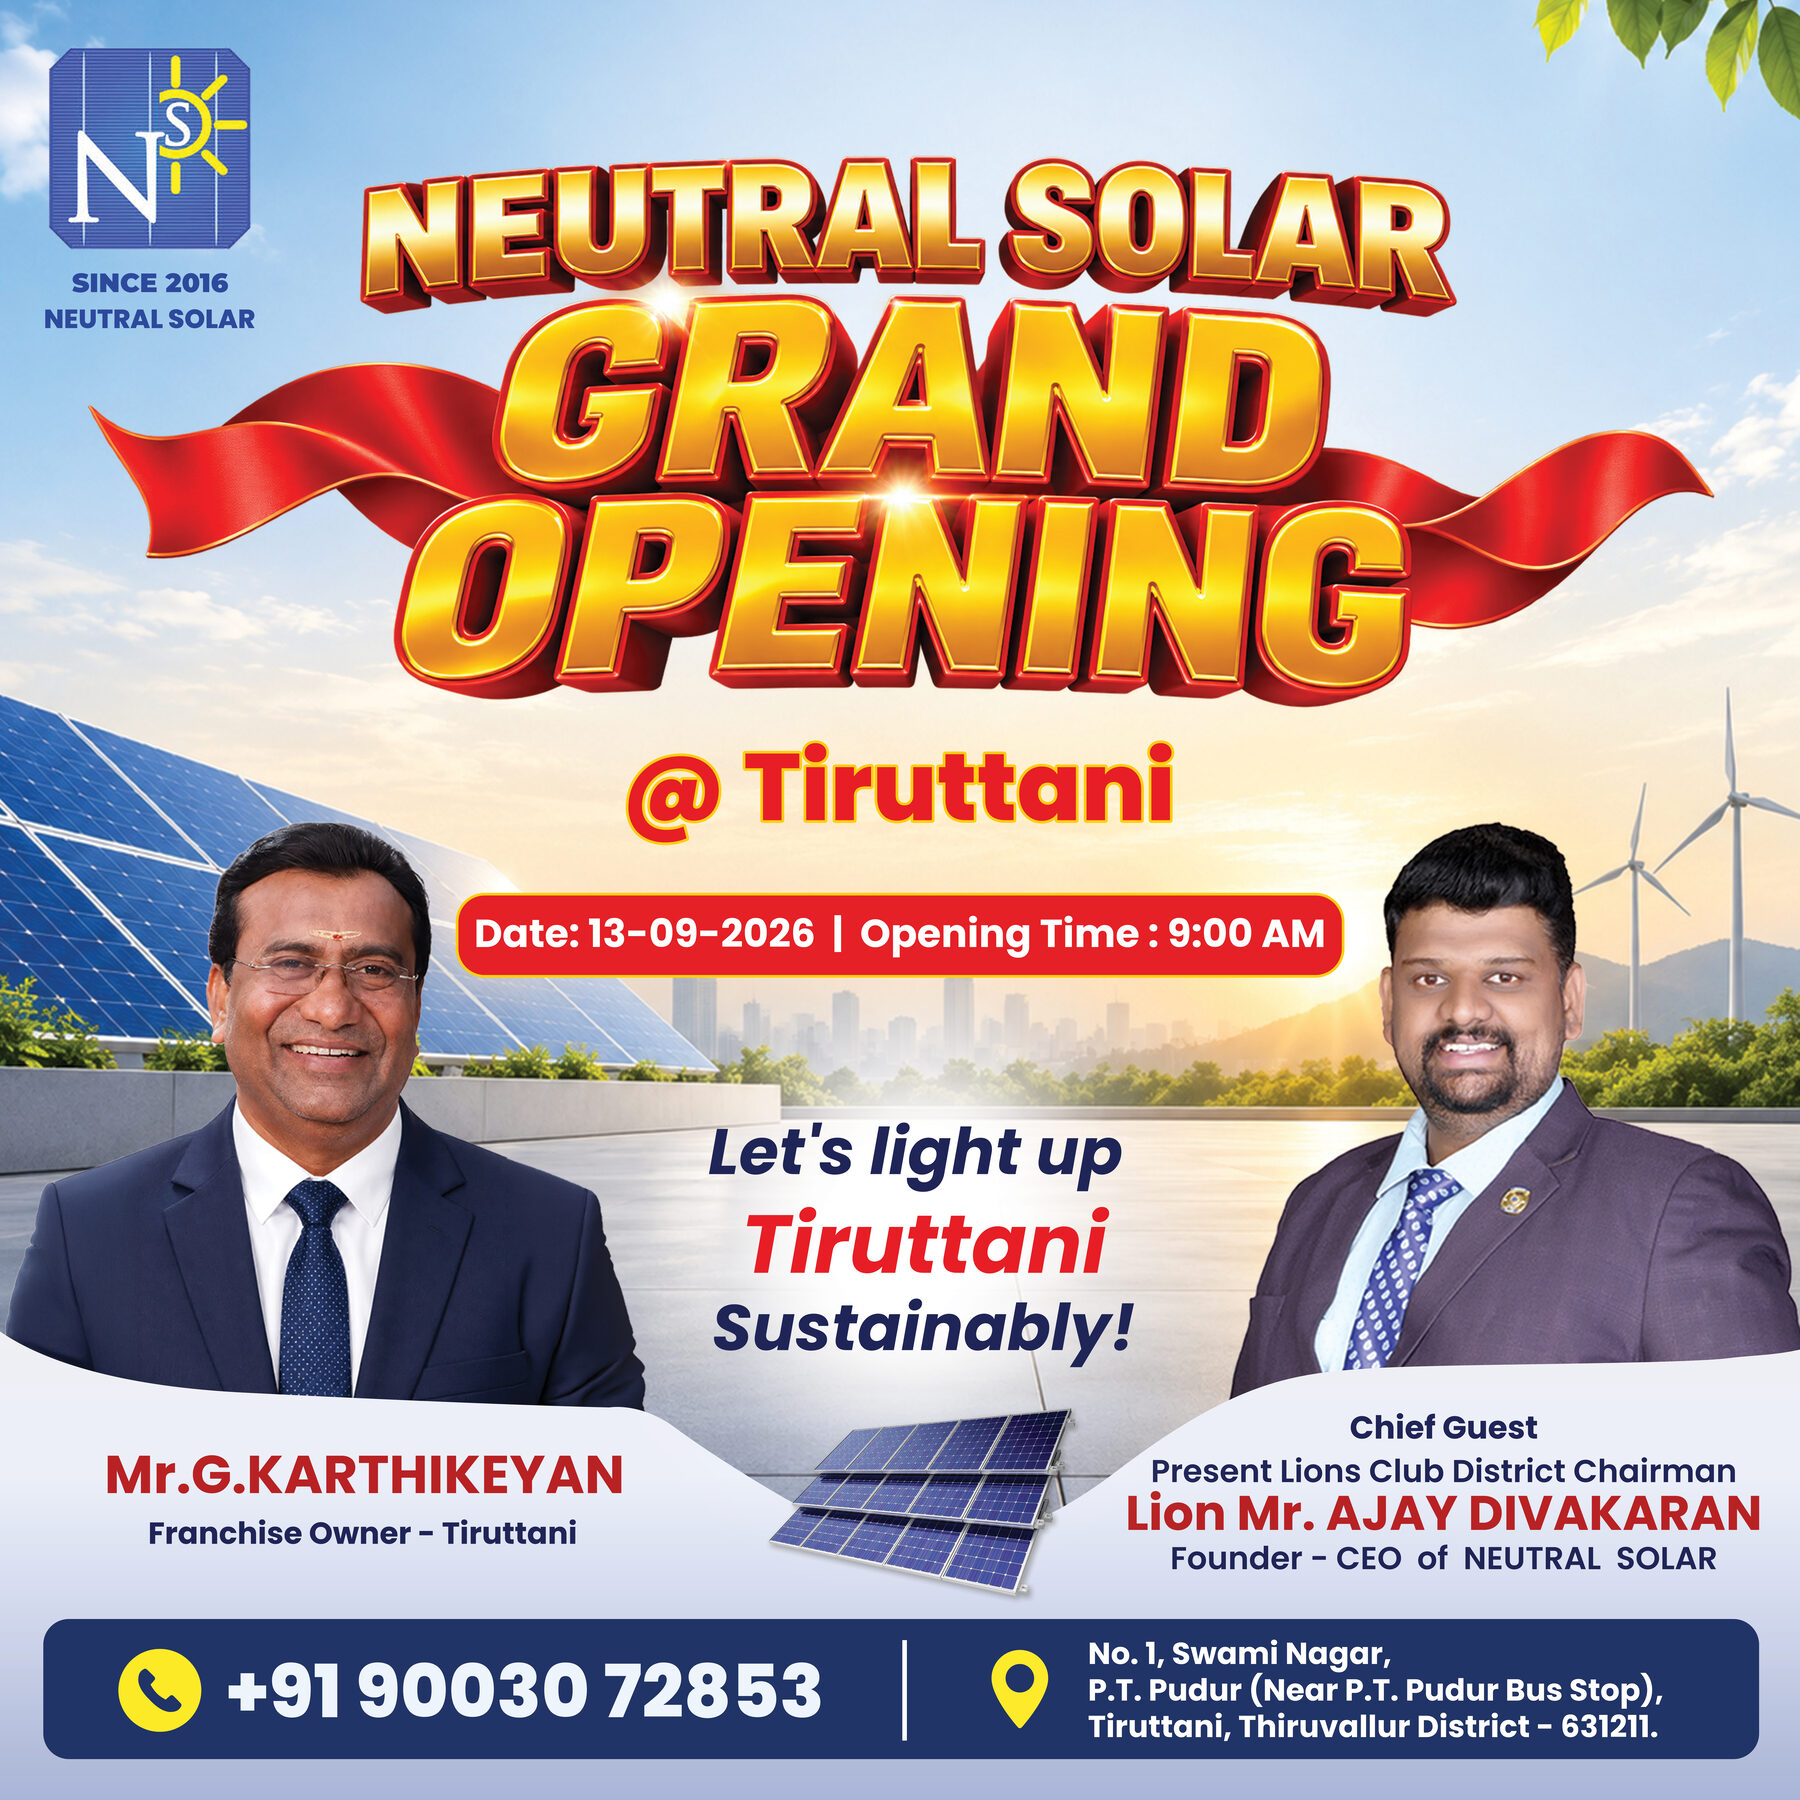 NS
SINCE 2016
NEUTRAL SOLAR
NEUTRAL SOLAR
GRAND
OPENING
@ Tiruttani
Date: 13-09-2026 | Opening Time : 9:00 AM
Let's light up
Tiruttani
Sustainably!
Mr.G.KARTHIKEYAN
Franchise Owner - Tiruttani
Chief Guest
Present Lions Club District Chairman
Lion Mr. AJAY DIVAKARAN
Founder - CEO of NEUTRAL SOLAR
+91 90030 72853
No. 1, Swami Nagar,
P.T. Pudur (Near P.T. Pudur Bus Stop),
Tiruttani, Thiruvallur District - 631211.